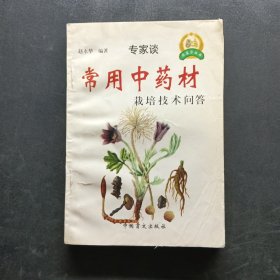 赵永华 编著
专家谈
常用中药材
栽培技术问答
中国盲文出版社